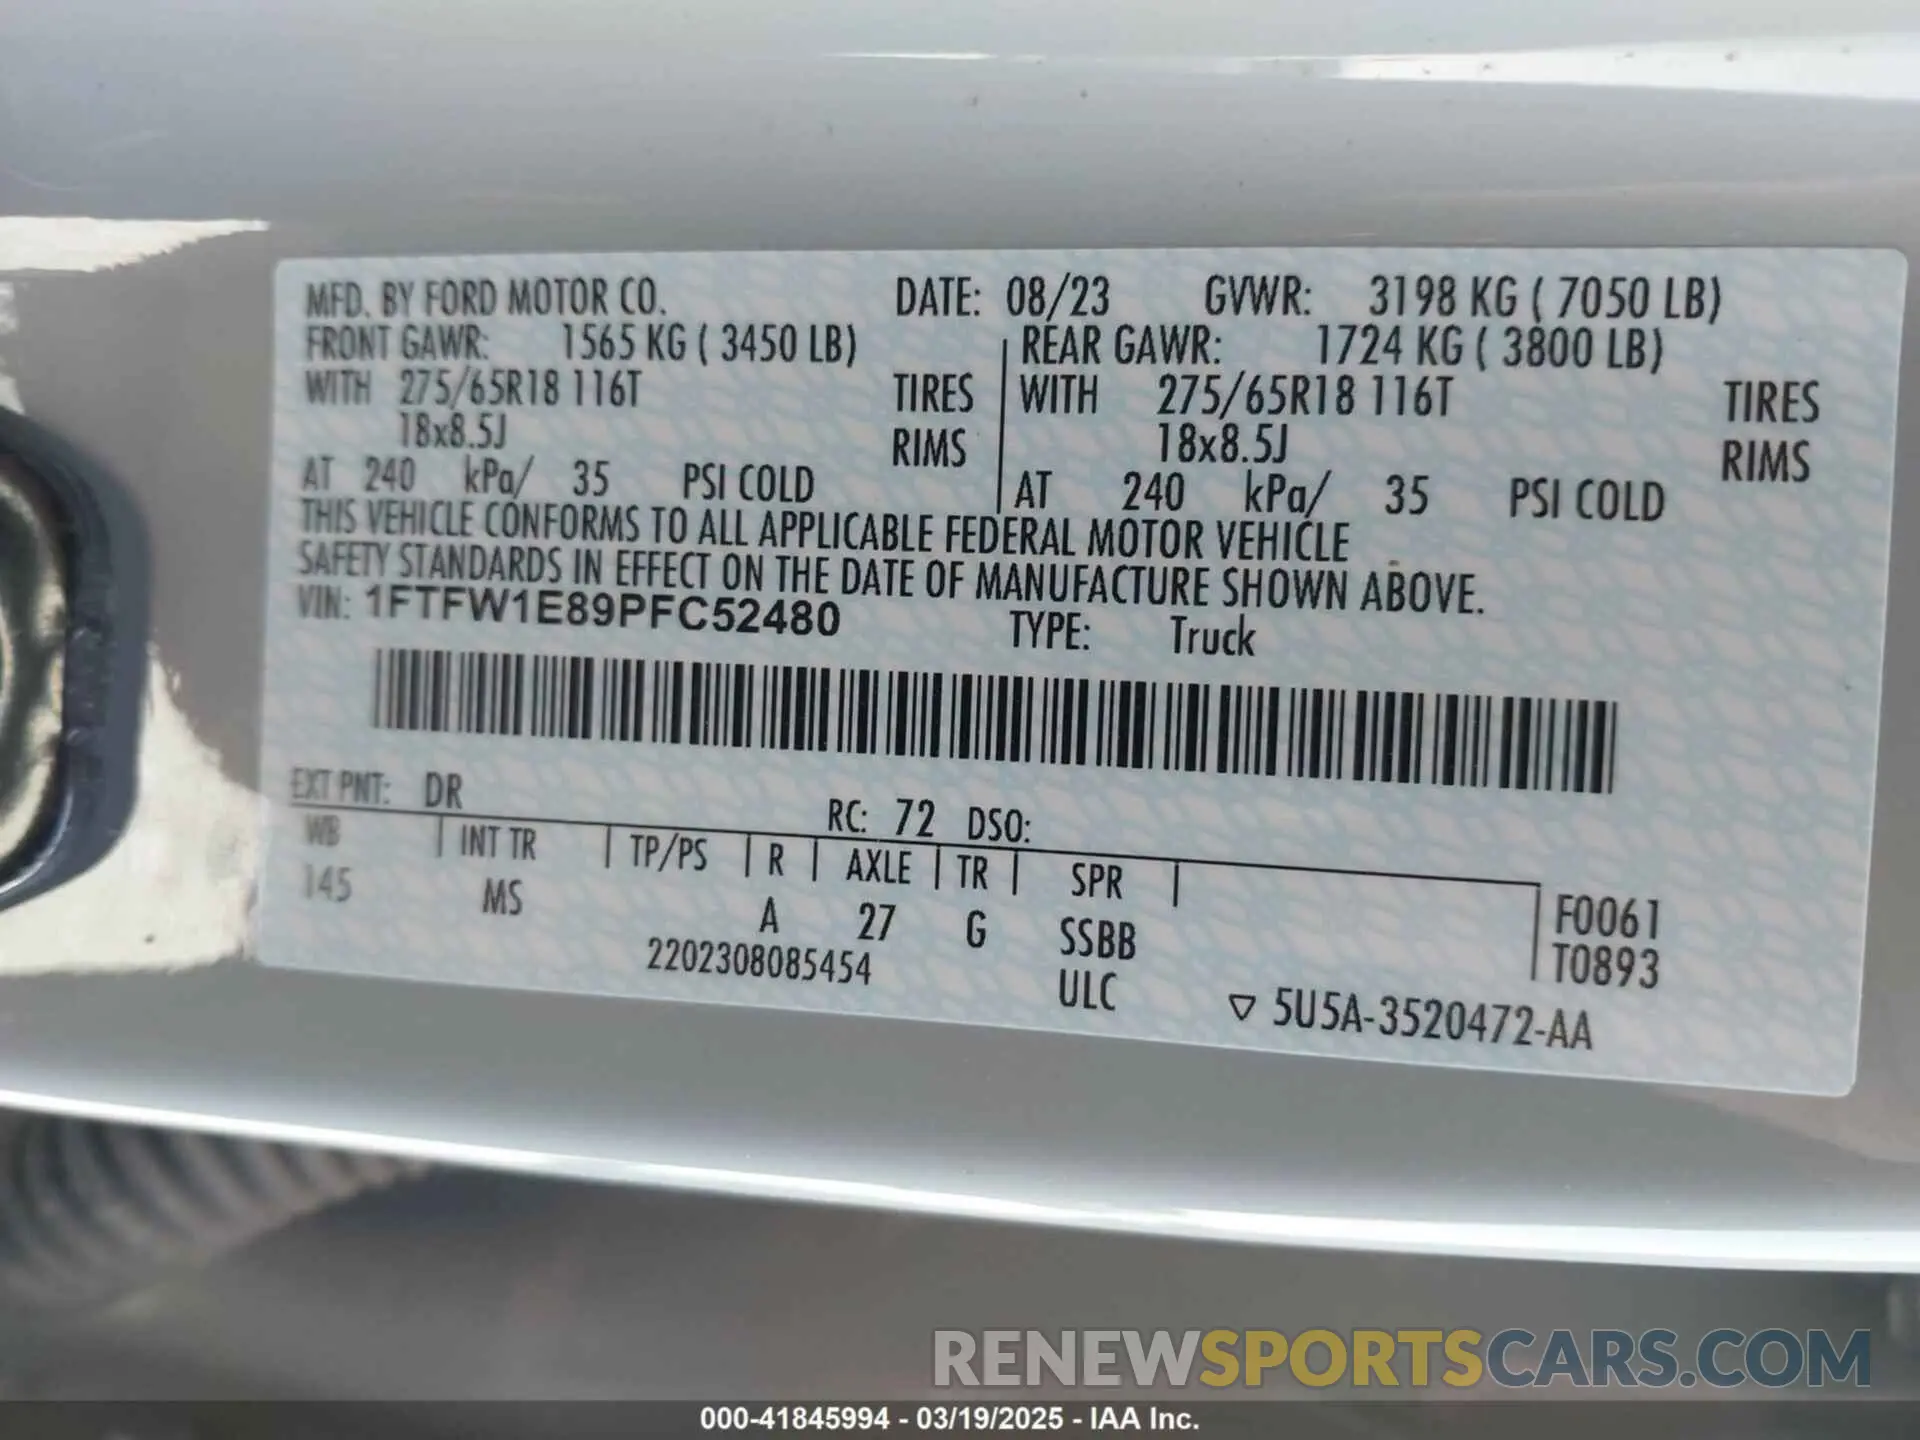 MFD. BY FORD MOTOR CO. DATE: 08/23 GVWR: 3198 KG ( 7050 LB)
FRONT GAWR: 1565 KG ( 3450 LB) REAR GAWR: 1724 KG ( 3800 LB)
WITH 275/65R18 116T TIRES WITH 275/65R18 116T TIRES
18x8.5J RIMS 18x8.5J RIMS
AT 240 kPa/ 35 PSI COLD AT 240 kPa/ 35 PSI COLD
THIS VEHICLE CONFORMS TO ALL APPLICABLE FEDERAL MOTOR VEHICLE
SAFETY STANDARDS IN EFFECT ON THE DATE OF MANUFACTURE SHOWN ABOVE.
VIN: 1FTFW1E89PFC52480 TYPE: Truck
EXT PNT: DR RC: 72 DSO:
WB INT TR TP/PS R AXLE TR SPR
145 MS A 27 G SSBB F0061
2202308085454 ULC T0893
▽ 5U5A-3520472-AA
RENEWSPORTSCARS.COM
000-41845994 - 03/19/2025 - IAA Inc.